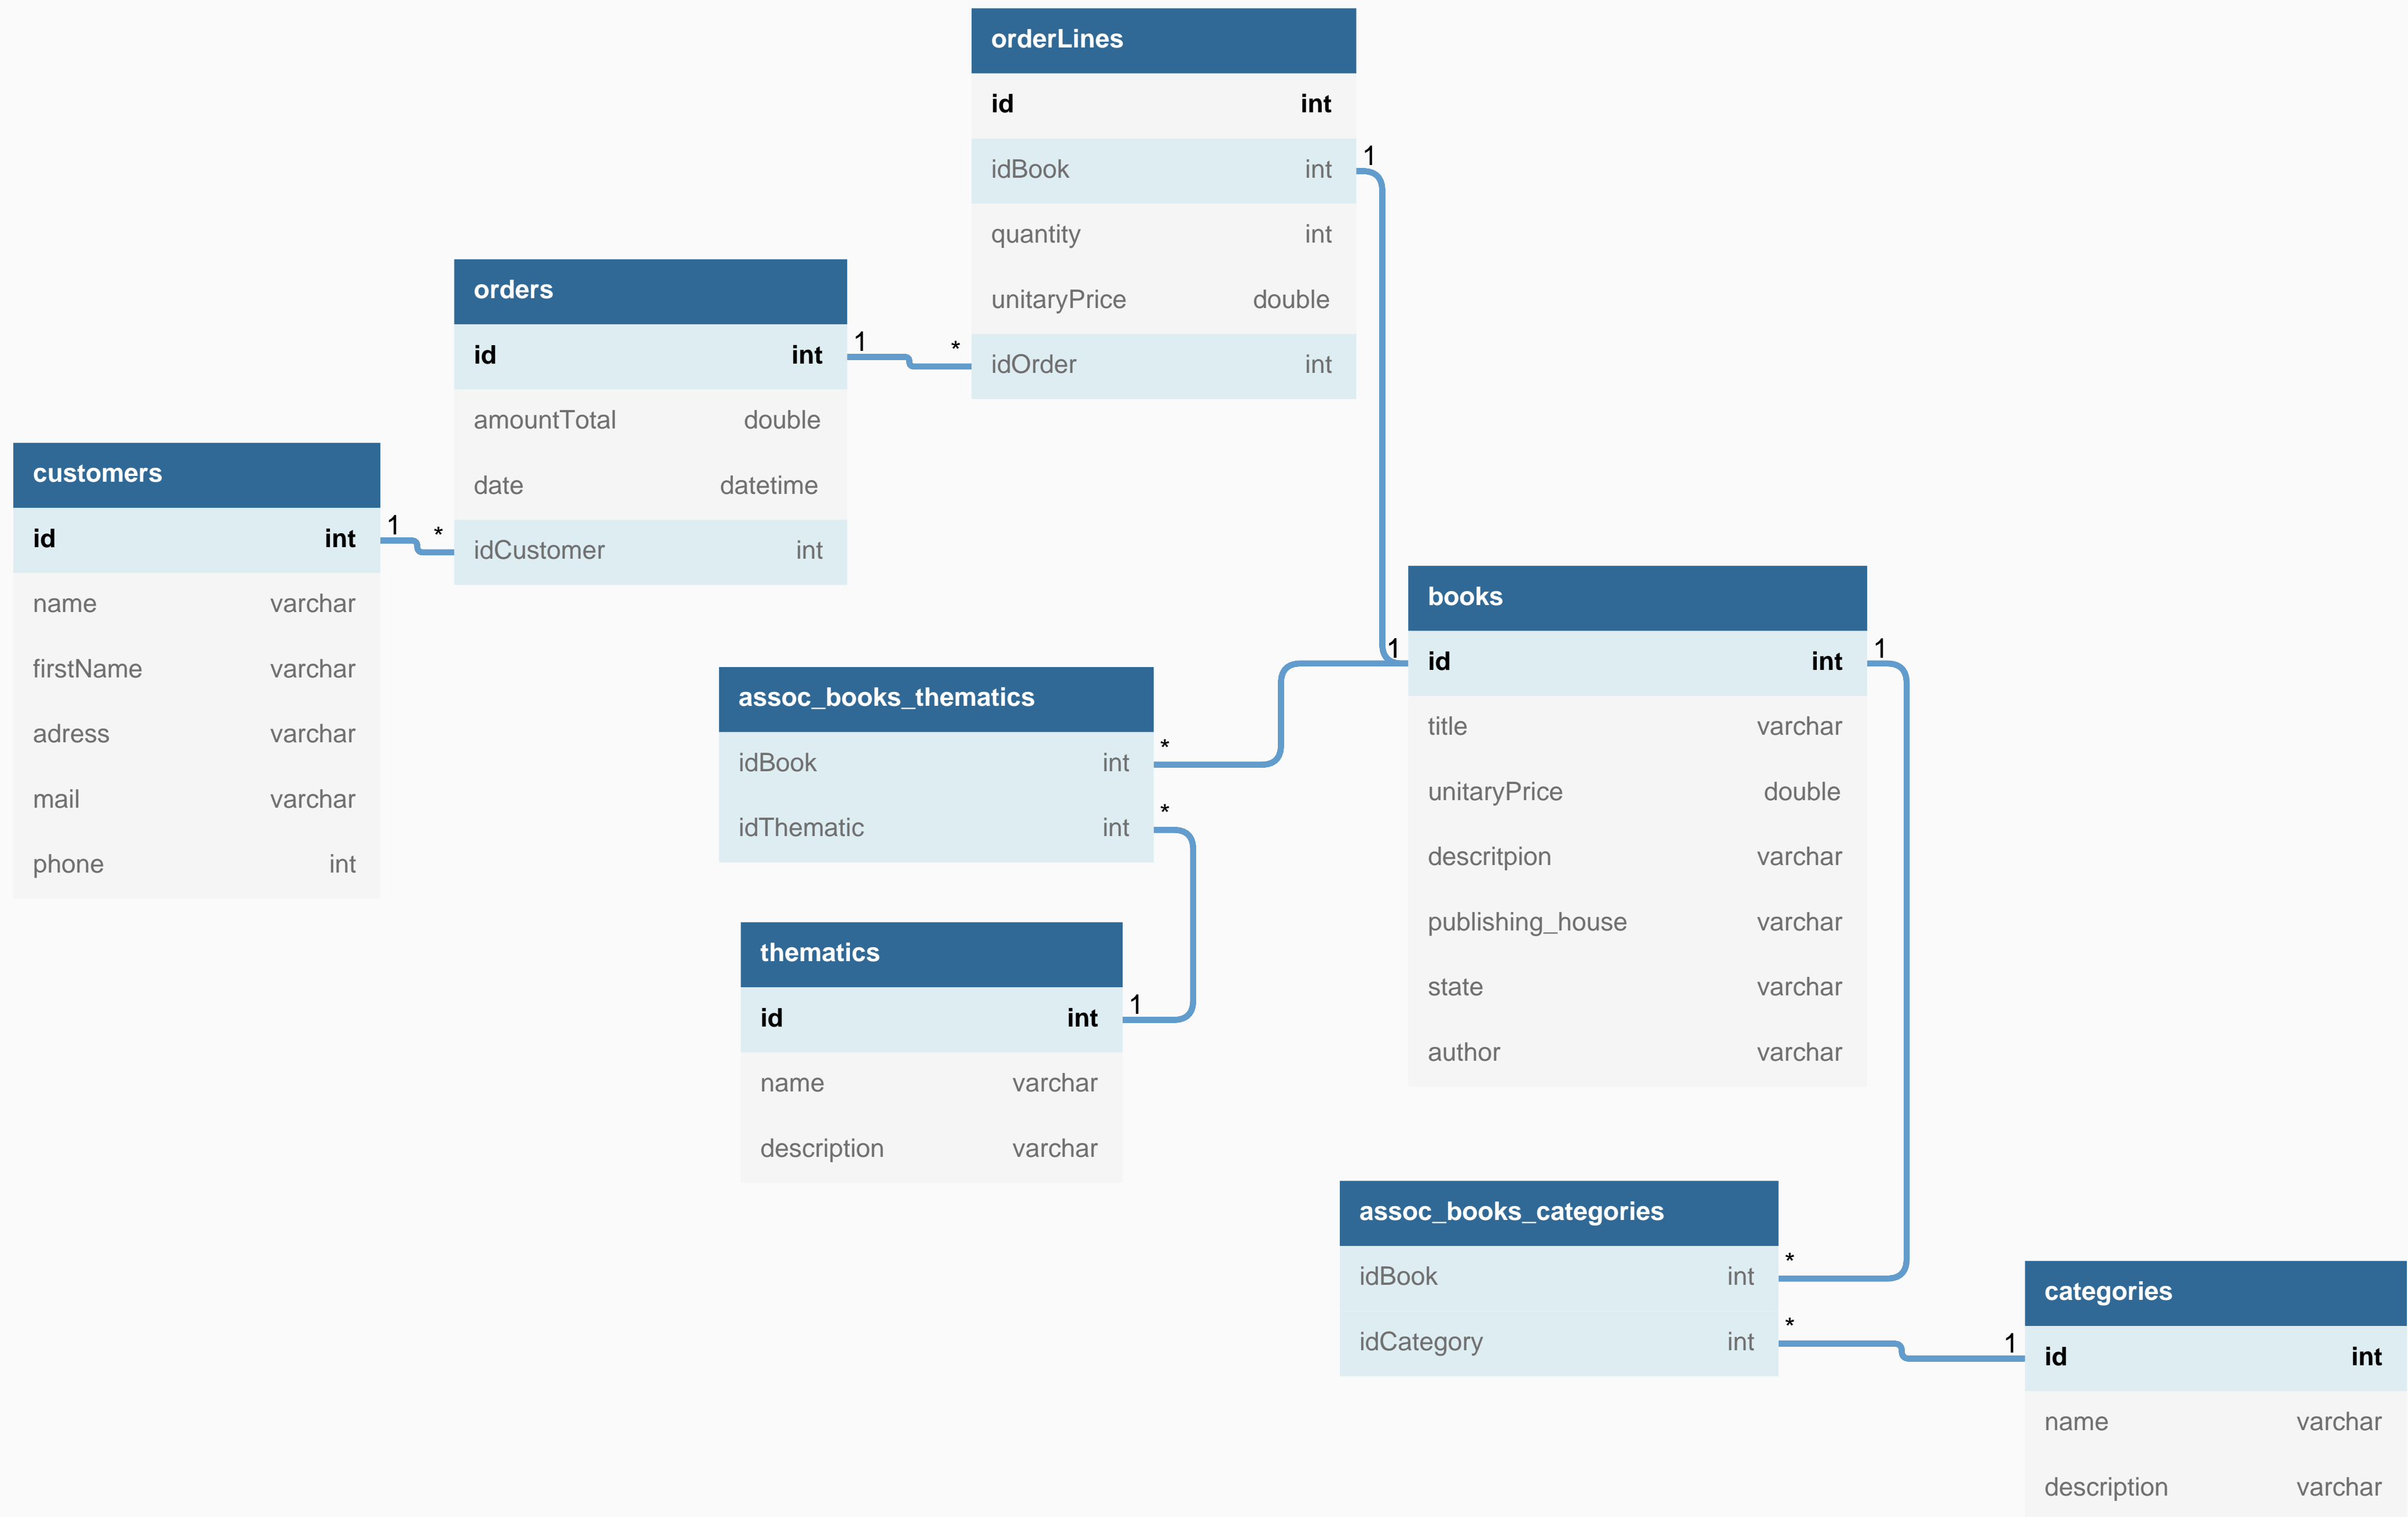 orderLines
id int
idBook int
1
quantity int
unitaryPrice double
idOrder int
*
orders
id int
1
amountTotal double
date datetime
idCustomer int
*
customers
id int
1
name varchar
firstName varchar
adress varchar
mail varchar
phone int
books
1 id int 1
title varchar
unitaryPrice double
descritpion varchar
publishing_house varchar
state varchar
author varchar
assoc_books_thematics
idBook int *
idThematic int *
thematics
id int 1
name varchar
description varchar
assoc_books_categories
idBook int *
idCategory int *
categories
1 id int
name varchar
description varchar